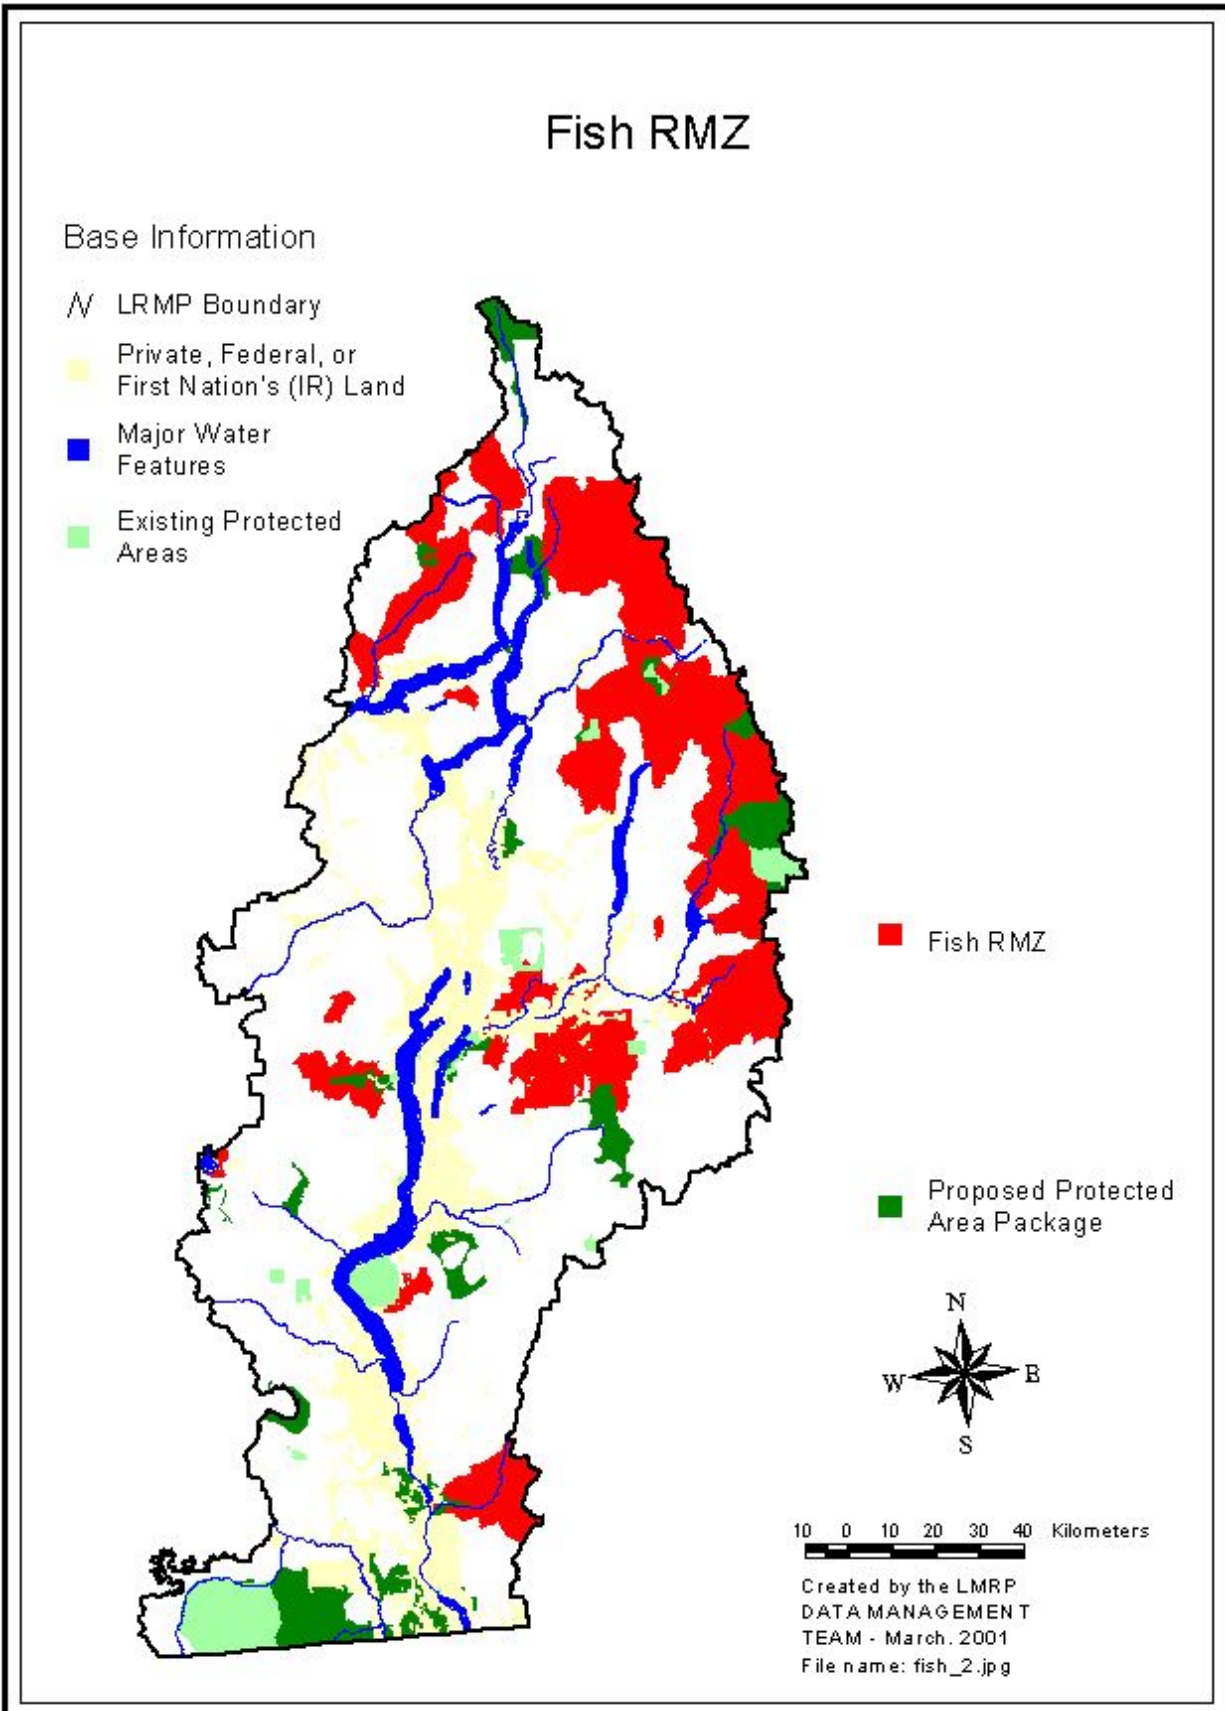 Fish RMZ
Base Information
LRMP Boundary
Private, Federal, or
First Nation's (IR) Land
Major Water
Features
Existing Protected
Areas
Fish RMZ
Proposed Protected
Area Package
N
W
E
S
10 0 10 20 30 40 Kilometers
Created by the LMRP
DATA MANAGEMENT
TEAM - March. 2001
File name: fish_2.jpg